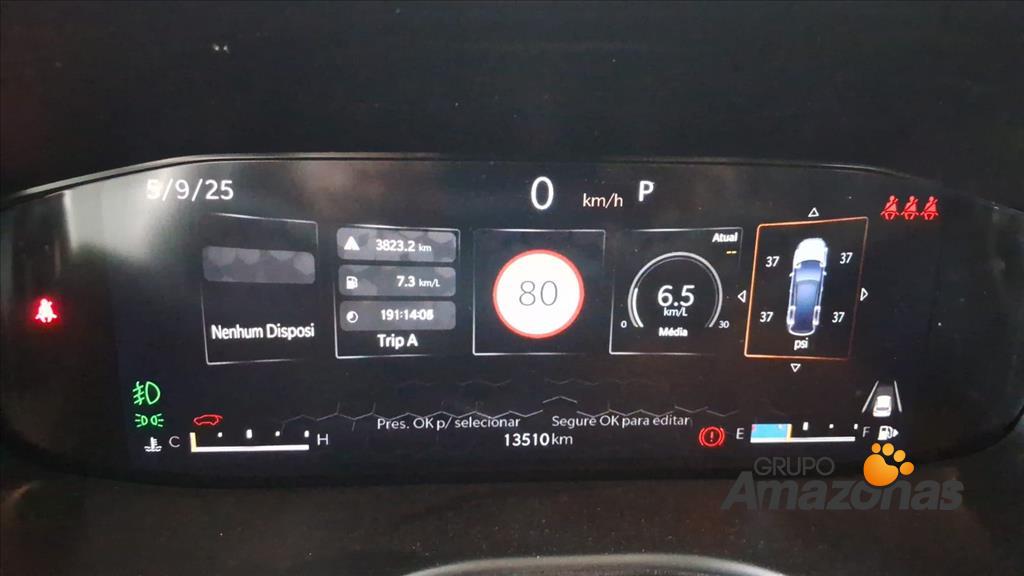 5/9/25
0 km/h P
Nenhum Disposi
3823.2 km
7.3 km/L
191:14:05
Trip A
80
Atual
--
6.5
km/L
0 30
Média
37 37
37 37
psi
Pres. OK p/ selecionar Segure OK para editar
C H 13510 km E F
GRUPO
Amazonas